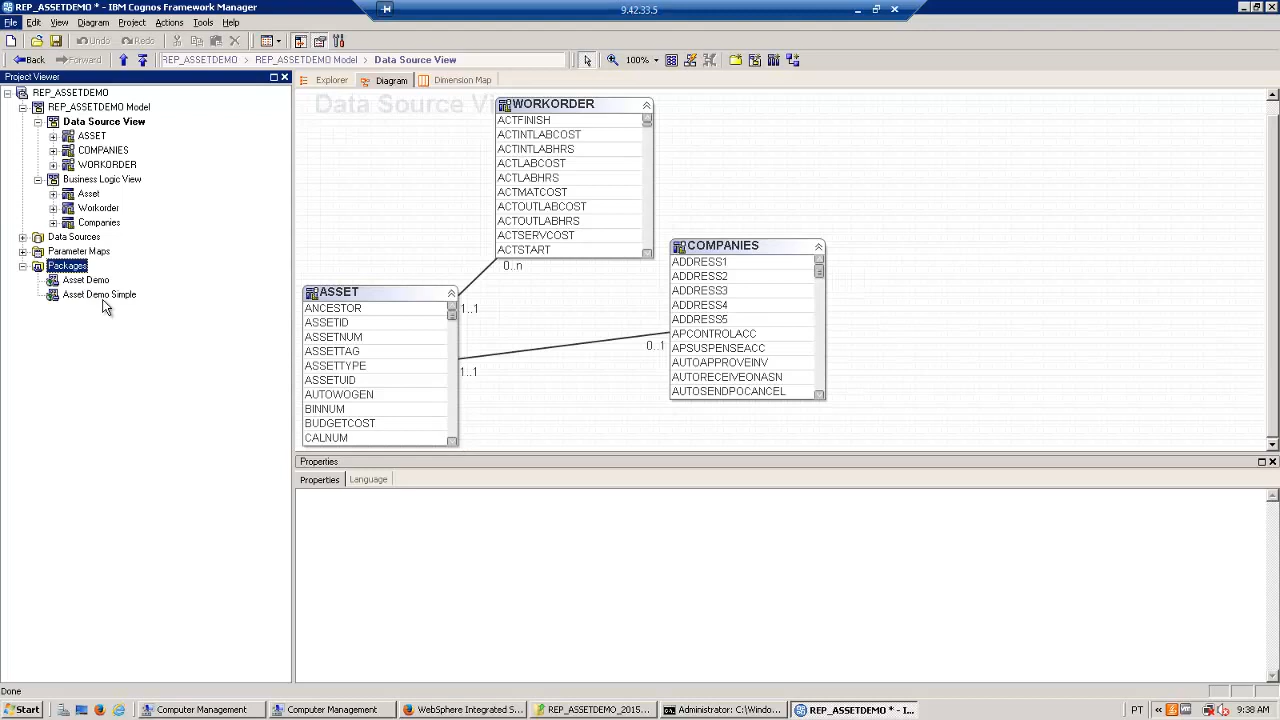 REP_ASSETDEMO * - IBM Cognos Framework Manager
9.42.33.5
File Edit View Diagram Project Actions Tools Help
Undo Redo
Back Forward REP_ASSETDEMO REP_ASSETDEMO Model Data Source View 100%
Project Viewer
Explorer Diagram Dimension Map
REP_ASSETDEMO
REP_ASSETDEMO Model
Data Source View
ASSET
COMPANIES
WORKORDER
Business Logic View
Asset
Workorder
Companies
Data Sources
Parameter Maps
Packages
Asset Demo
Asset Demo Simple
Data Source Vi
WORKORDER
ACTFINISH
ACTINTLABCOST
ACTINTLABHRS
ACTLABCOST
ACTLABHRS
ACTMATCOST
ACTOUTLABCOST
ACTOUTLABHRS
ACTSERVCOST
ACTSTART
0..n
COMPANIES
ADDRESS1
ADDRESS2
ADDRESS3
ADDRESS4
ADDRESS5
APCONTROLACC
APSUSPENSEACC
AUTOAPPROVEINV
AUTORECEIVEONASN
AUTOSENDPOCANCEL
0..1
ASSET
ANCESTOR
ASSETID
ASSETNUM
ASSETTAG
ASSETTYPE
ASSETUID
AUTOWOGEN
BINNUM
BUDGETCOST
CALNUM
1..1
1..1
Properties
Properties Language
Done
Start Computer Management Computer Management WebSphere Integrated S... REP_ASSETDEMO_2015... Administrator: C:\Windo... REP_ASSETDEMO * - I... PT 9:38 AM